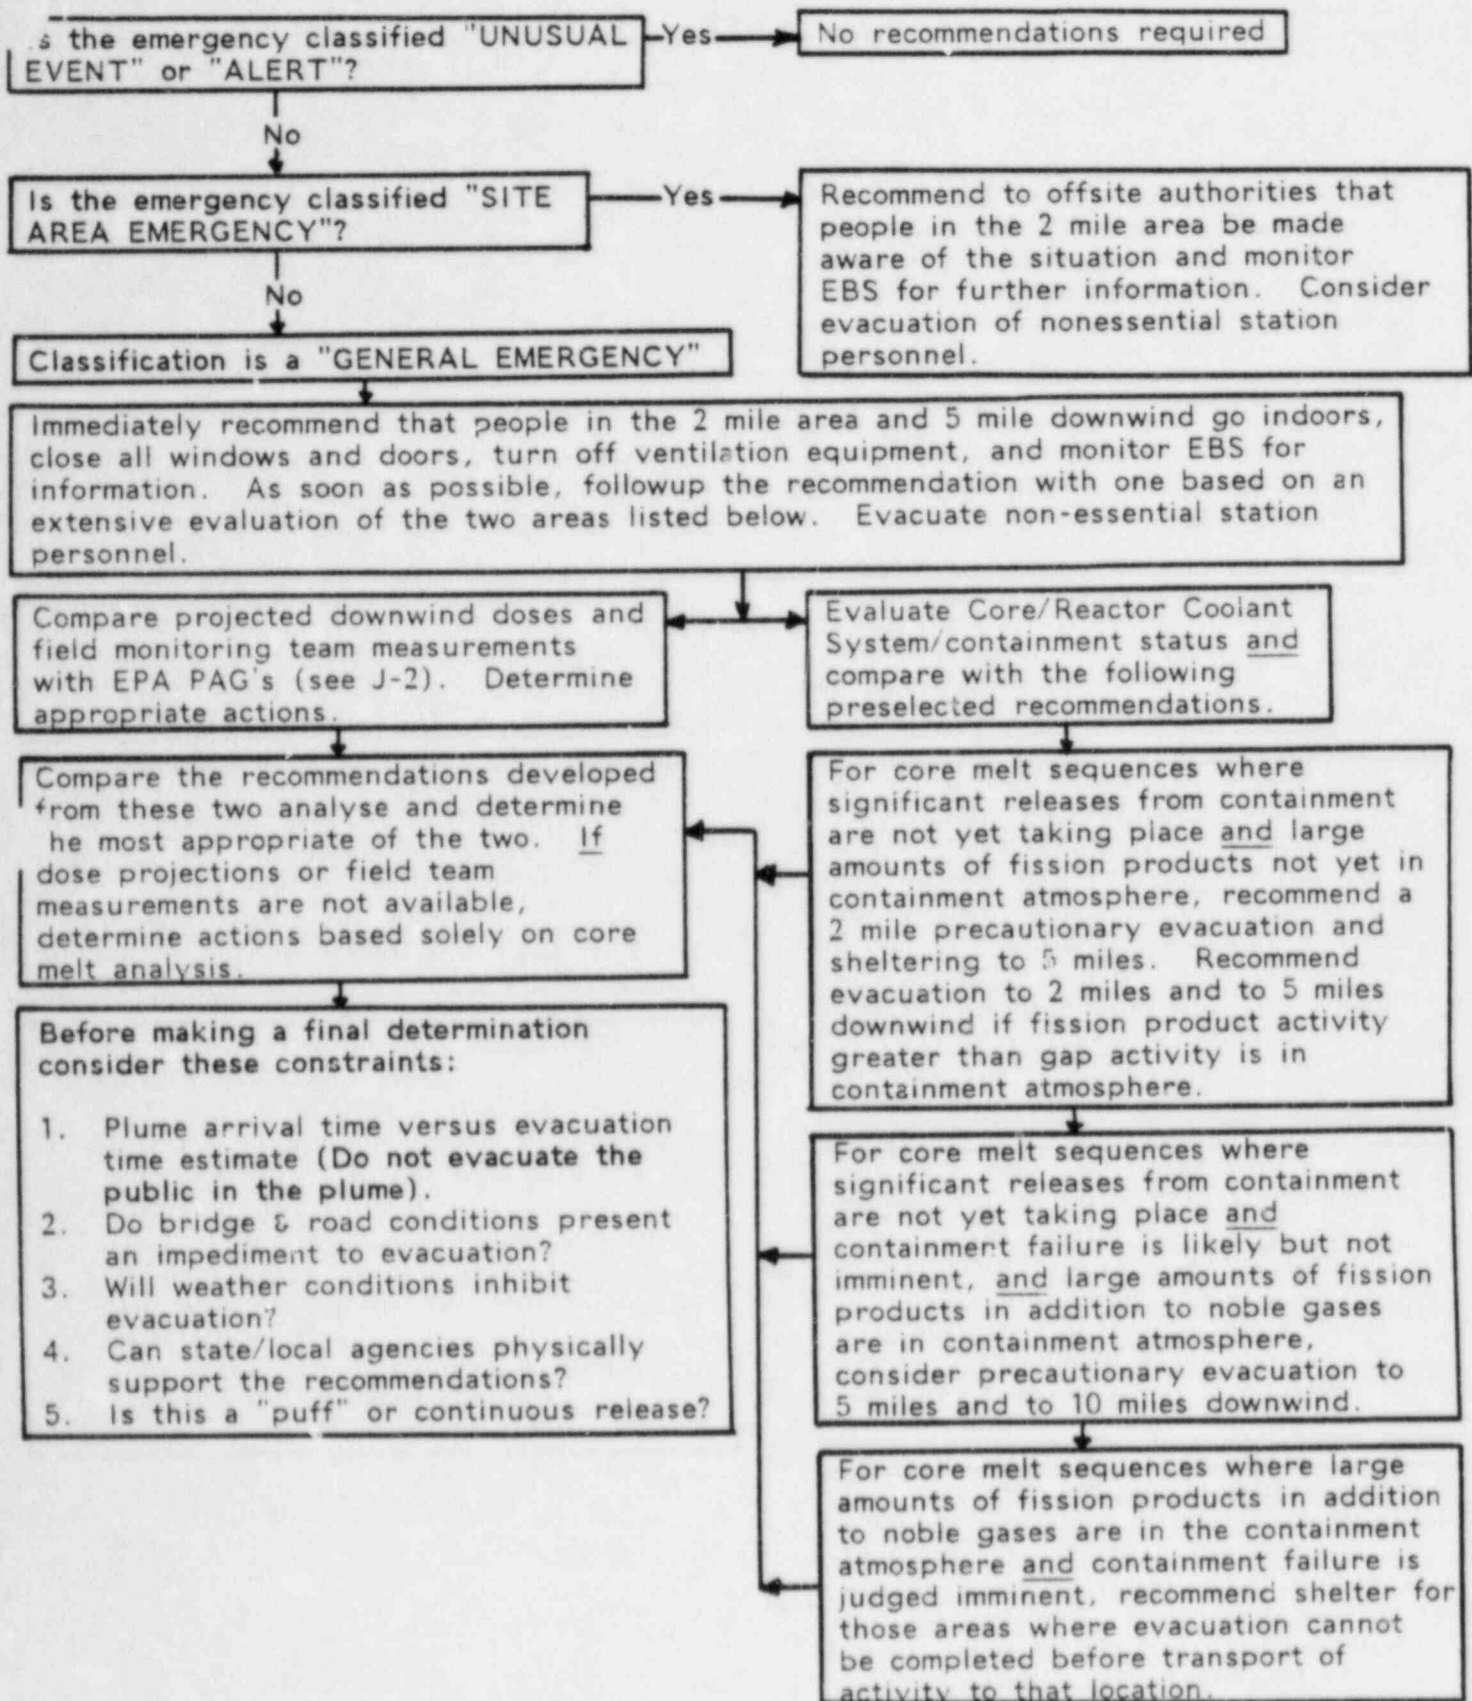 s the emergency classified "UNUSUAL
EVENT" or "ALERT"?
Yes
No recommendations required
No
Is the emergency classified "SITE
AREA EMERGENCY"?
Yes
Recommend to offsite authorities that
people in the 2 mile area be made
aware of the situation and monitor
EBS for further information. Consider
evacuation of nonessential station
personnel.
No
Classification is a "GENERAL EMERGENCY"
Immediately recommend that people in the 2 mile area and 5 mile downwind go indoors,
close all windows and doors, turn off ventilation equipment, and monitor EBS for
information. As soon as possible, followup the recommendation with one based on an
extensive evaluation of the two areas listed below. Evacuate non-essential station
personnel.
Compare projected downwind doses and
field monitoring team measurements
with EPA PAG's (see J-2). Determine
appropriate actions.
Evaluate Core/Reactor Coolant
System/containment status and
compare with the following
preselected recommendations.
Compare the recommendations developed
from these two analyse and determine
he most appropriate of the two. If
dose projections or field team
measurements are not available,
determine actions based solely on core
melt analysis.
For core melt sequences where
significant releases from containment
are not yet taking place and large
amounts of fission products not yet in
containment atmosphere, recommend a
2 mile precautionary evacuation and
sheltering to 5 miles. Recommend
evacuation to 2 miles and to 5 miles
downwind if fission product activity
greater than gap activity is in
containment atmosphere.
Before making a final determination
consider these constraints:
1. Plume arrival time versus evacuation
time estimate (Do not evacuate the
public in the plume).
2. Do bridge & road conditions present
an impediment to evacuation?
3. Will weather conditions inhibit
evacuation?
4. Can state/local agencies physically
support the recommendations?
5. Is this a "puff" or continuous release?
For core melt sequences where
significant releases from containment
are not yet taking place and
containment failure is likely but not
imminent, and large amounts of fission
products in addition to noble gases
are in containment atmosphere,
consider precautionary evacuation to
5 miles and to 10 miles downwind.
For core melt sequences where large
amounts of fission products in addition
to noble gases are in the containment
atmosphere and containment failure is
judged imminent, recommend shelter for
those areas where evacuation cannot
be completed before transport of
activity to that location.